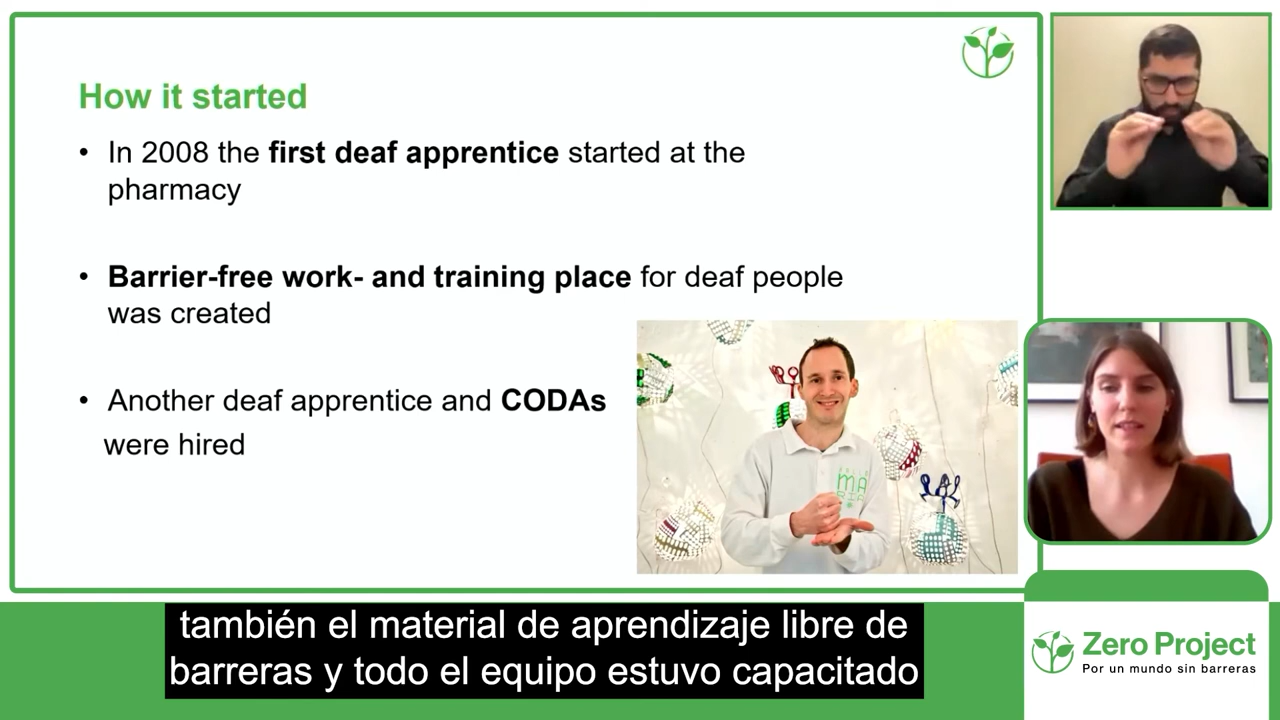 How it started
• In 2008 the first deaf apprentice started at the
pharmacy
• Barrier-free work- and training place for deaf people
was created
• Another deaf apprentice and CODAs
were hired
MA
RIA
también el material de aprendizaje libre de
barreras y todo el equipo estuvo capacitado
Zero Project
Por un mundo sin barreras